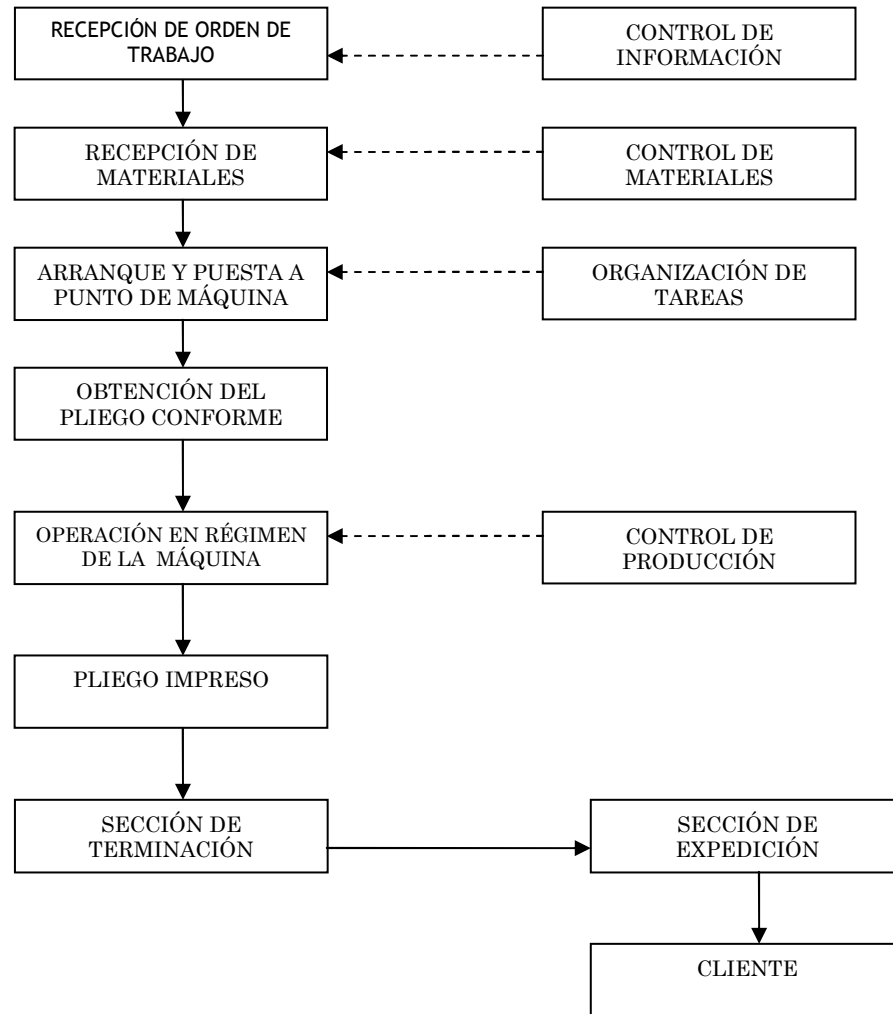 RECEPCIÓN DE ORDEN DE
TRABAJO
CONTROL DE
INFORMACIÓN
RECEPCIÓN DE
MATERIALES
CONTROL DE
MATERIALES
ARRANQUE Y PUESTA A
PUNTO DE MÁQUINA
ORGANIZACIÓN DE
TAREAS
OBTENCIÓN DEL
PLIEGO CONFORME
OPERACIÓN EN RÉGIMEN
DE LA MÁQUINA
CONTROL DE
PRODUCCIÓN
PLIEGO IMPRESO
SECCIÓN DE
TERMINACIÓN
SECCIÓN DE
EXPEDICIÓN
CLIENTE